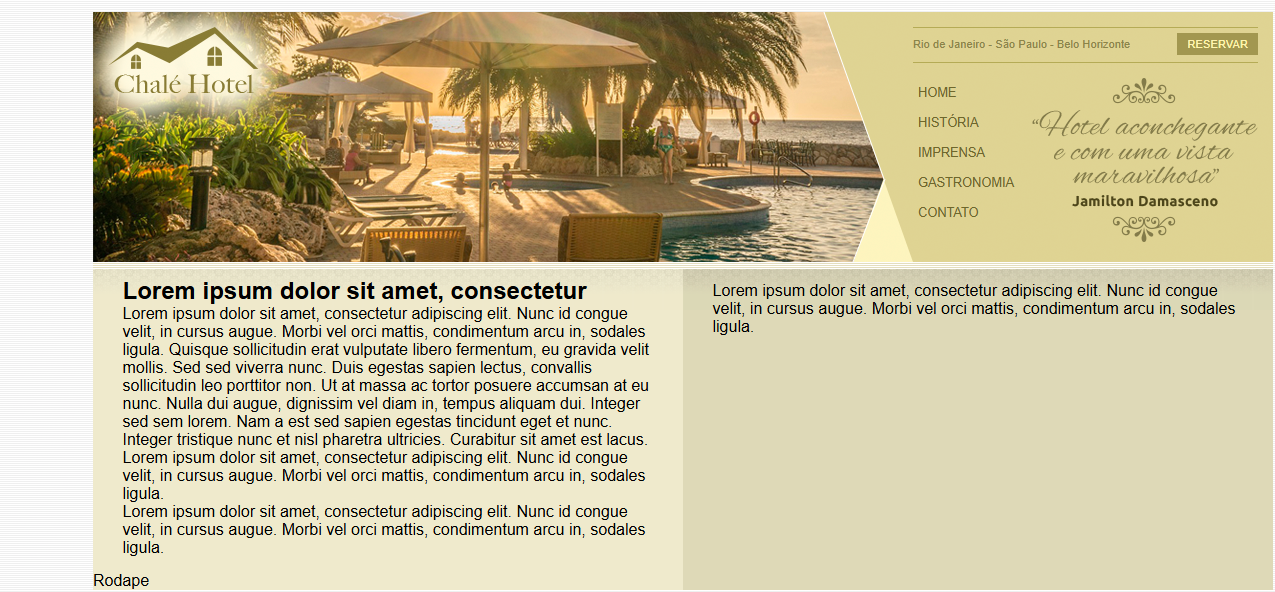 Chalé Hotel
Rio de Janeiro - São Paulo - Belo Horizonte
RESERVAR
HOME
HISTÓRIA
IMPRENSA
GASTRONOMIA
CONTATO
“Hotel aconchegante
e com uma vista
maravilhosa”
Jamilton Damasceno
Lorem ipsum dolor sit amet, consectetur
Lorem ipsum dolor sit amet, consectetur adipiscing elit. Nunc id congue
velit, in cursus augue. Morbi vel orci mattis, condimentum arcu in, sodales
ligula. Quisque sollicitudin erat vulputate libero fermentum, eu gravida velit
mollis. Sed sed viverra nunc. Duis egestas sapien lectus, convallis
sollicitudin leo porttitor non. Ut at massa ac tortor posuere accumsan at eu
nunc. Nulla dui augue, dignissim vel diam in, tempus aliquam dui. Integer
sed sem lorem. Nam a est sed sapien egestas tincidunt eget et nunc.
Integer tristique nunc et nisl pharetra ultricies. Curabitur sit amet est lacus.
Lorem ipsum dolor sit amet, consectetur adipiscing elit. Nunc id congue
velit, in cursus augue. Morbi vel orci mattis, condimentum arcu in, sodales
ligula.
Lorem ipsum dolor sit amet, consectetur adipiscing elit. Nunc id congue
velit, in cursus augue. Morbi vel orci mattis, condimentum arcu in, sodales
ligula.
Lorem ipsum dolor sit amet, consectetur adipiscing elit. Nunc id congue
velit, in cursus augue. Morbi vel orci mattis, condimentum arcu in, sodales
ligula.
Rodape